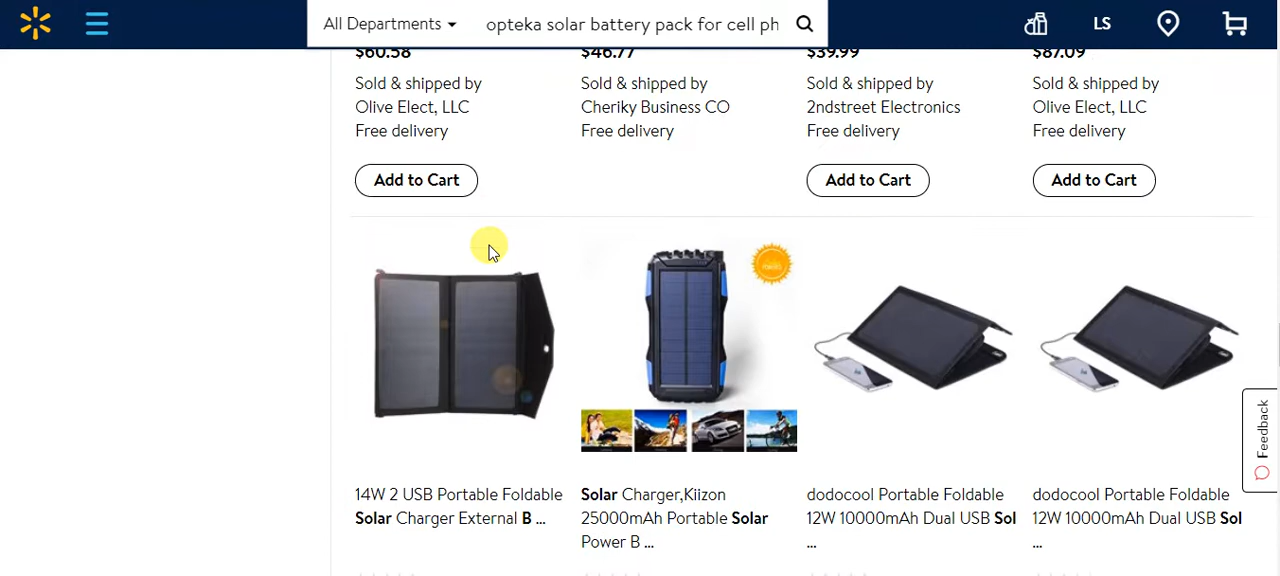 All Departments
opteka solar battery pack for cell ph
LS
$60.58
$46.77
$39.99
$87.09
Sold & shipped by
Olive Elect, LLC
Free delivery
Sold & shipped by
Cheriky Business CO
Free delivery
Sold & shipped by
2ndstreet Electronics
Free delivery
Sold & shipped by
Olive Elect, LLC
Free delivery
Add to Cart
Add to Cart
Add to Cart
14W 2 USB Portable Foldable
Solar Charger External B ...
Solar Charger,Kiizon
25000mAh Portable Solar
Power B ...
dodocool Portable Foldable
12W 10000mAh Dual USB Sol
...
dodocool Portable Foldable
12W 10000mAh Dual USB Sol
...
Feedback